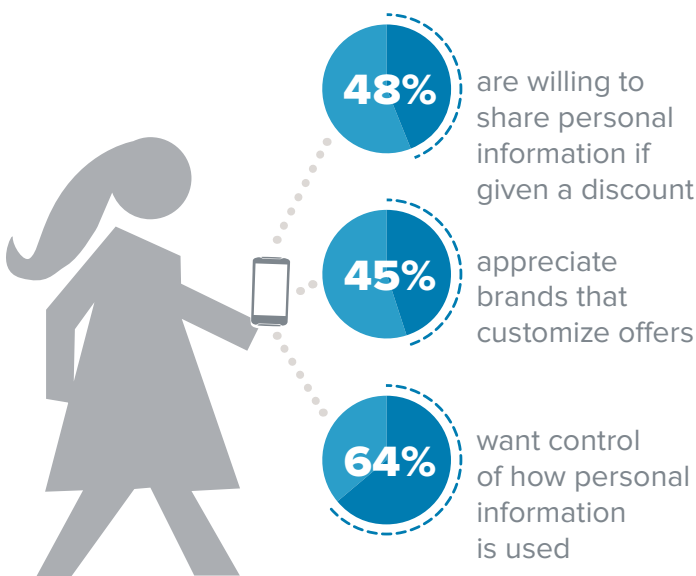 48%
are willing to
share personal
information if
given a discount
45%
appreciate
brands that
customize offers
64%
want control
of how personal
information
is used